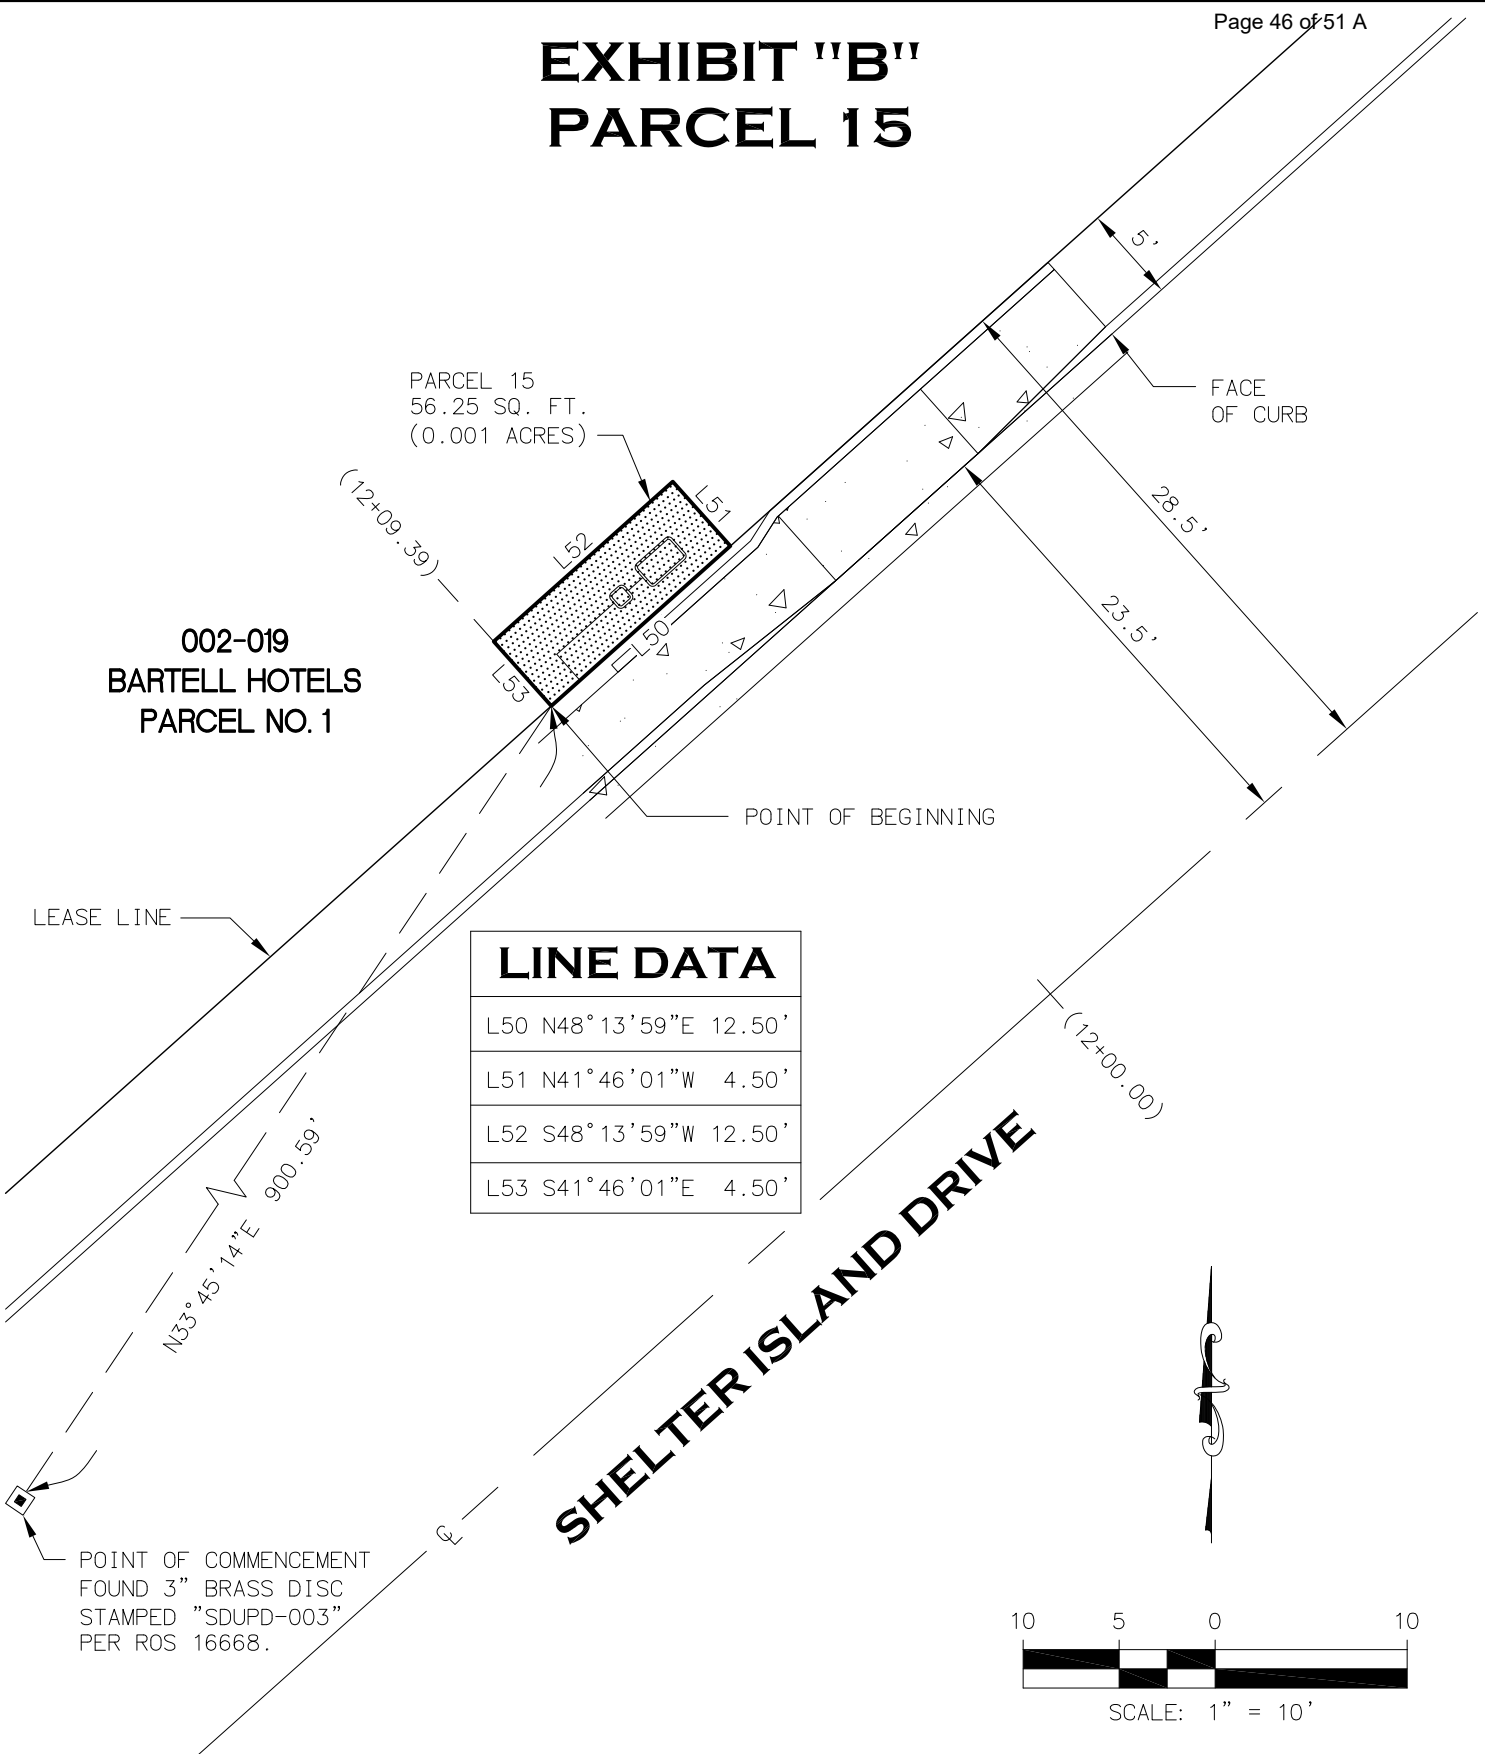 Page 46 of 51 A
EXHIBIT "B"
PARCEL 15
5'
FACE
OF CURB
PARCEL 15
56.25 SQ. FT.
(0.001 ACRES)
(12+09.39)
L51
L52
L50
L53
28.5'
23.5'
002-019
BARTELL HOTELS
PARCEL NO. 1
POINT OF BEGINNING
LEASE LINE
LINE DATA
L50 N48°13'59"E 12.50'
L51 N41°46'01"W 4.50'
L52 S48°13'59"W 12.50'
L53 S41°46'01"E 4.50'
(12+00.00)
N33°45'14"E 900.59'
SHELTER ISLAND DRIVE
℄
POINT OF COMMENCEMENT
FOUND 3" BRASS DISC
STAMPED "SDUPD-003"
PER ROS 16668.
10 5 0 10
SCALE: 1" = 10'